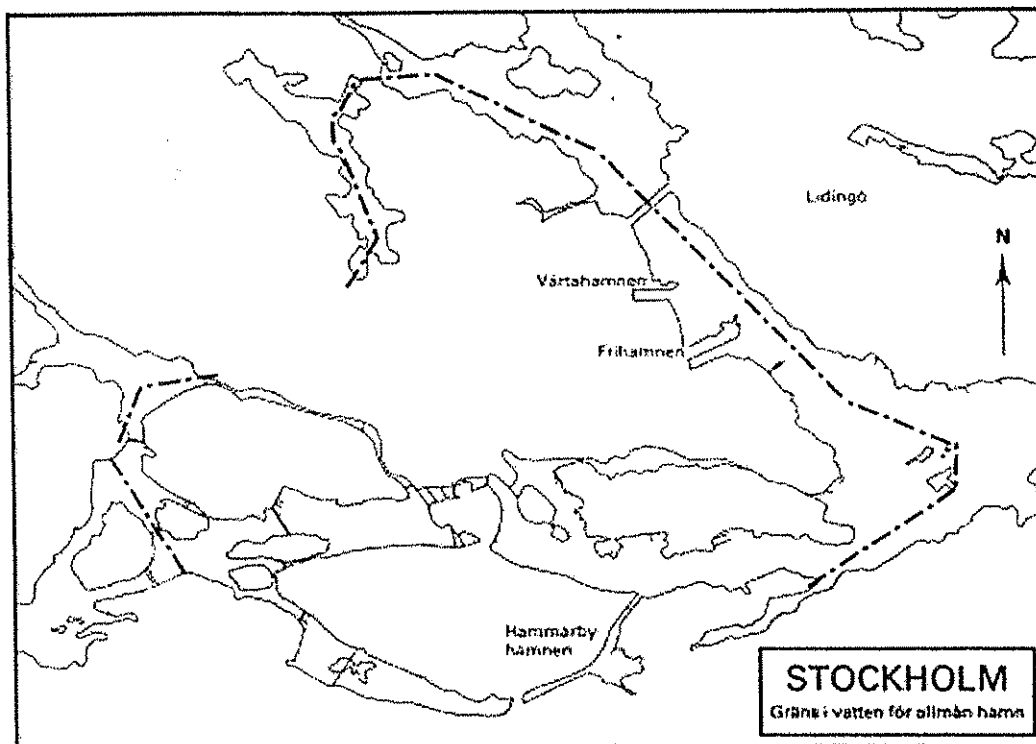 Lidingö
N
Värtahamnen
Frihamnen
Hammarby
hamnen
STOCKHOLM
Gräns i vatten för allmän hamn